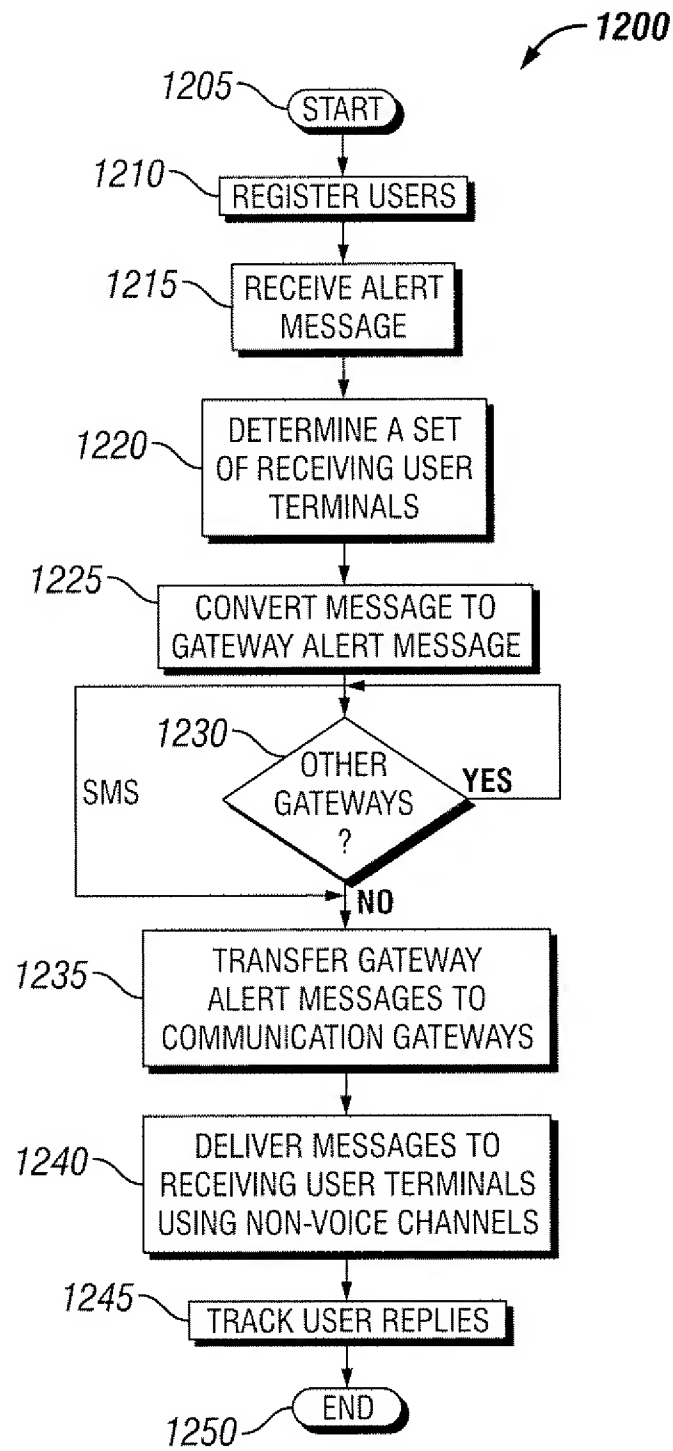 1200
1205
START
1210
REGISTER USERS
1215
RECEIVE ALERT
MESSAGE
1220
DETERMINE A SET
OF RECEIVING USER
TERMINALS
1225
CONVERT MESSAGE TO
GATEWAY ALERT MESSAGE
1230
OTHER
GATEWAYS
?
YES
SMS
NO
1235
TRANSFER GATEWAY
ALERT MESSAGES TO
COMMUNICATION GATEWAYS
1240
DELIVER MESSAGES TO
RECEIVING USER TERMINALS
USING NON-VOICE CHANNELS
1245
TRACK USER REPLIES
END
1250